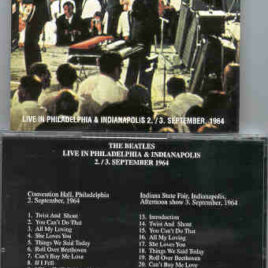 LIVE IN PHILADELPHIA & INDIANAPOLIS 2. / 3. SEPTEMBER, 1964
THE BEATLES
LIVE IN PHILADELPHIA & INDIANAPOLIS
2. / 3. SEPTEMBER 1964
Convention Hall, Philadelphia
2. September, 1964
1. Twist And Shout
2. You Can't Do That
3. All My Loving
4. She Loves You
5. Things We Said Today
6. Roll Over Beethoven
7. Can't Buy Me Love
8. If I Fell
Indiana State Fair, Indianapolis,
Afternoon show 3. September, 1964
13. Introduction
14. Twist And Shout
15. You Can't Do That
16. All My Loving
17. She Loves You
18. Things We Said Today
19. Roll Over Beethoven
20. Can't Buy Me Love